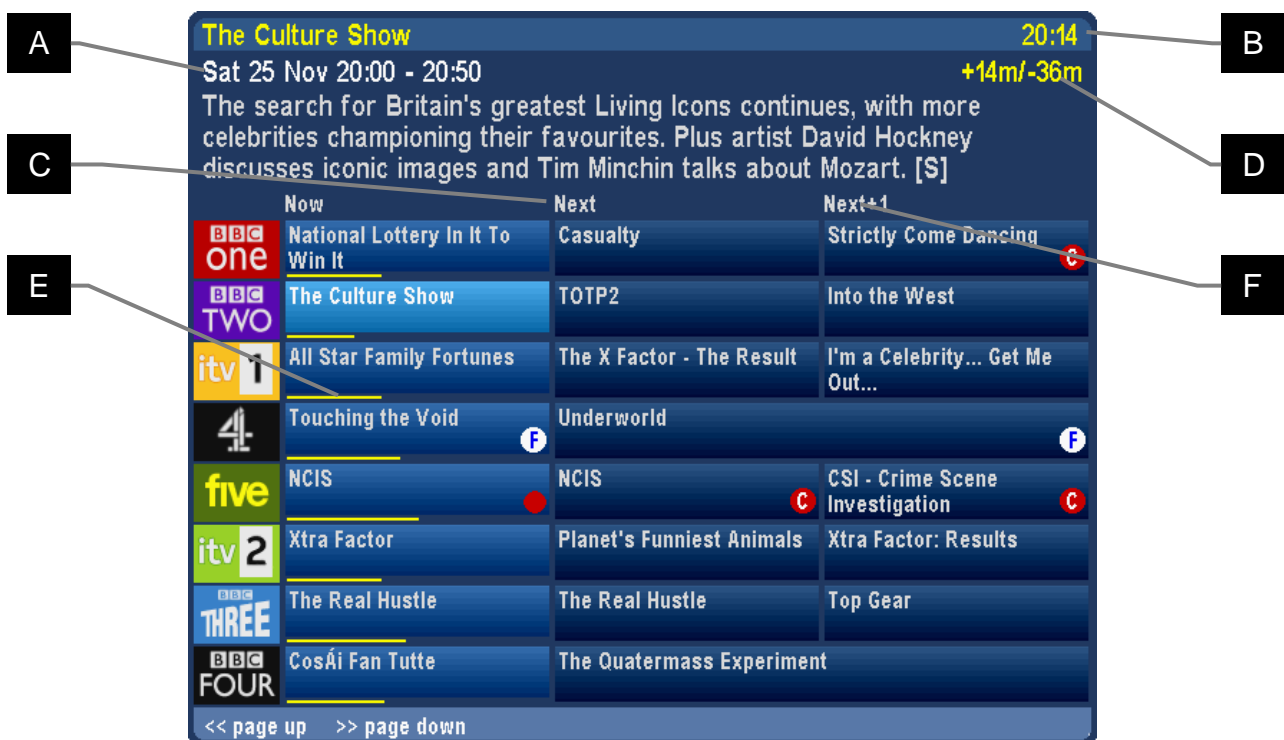 A
The Culture Show 20:14
B
Sat 25 Nov 20:00 - 20:50 +14m/-36m
The search for Britain's greatest Living Icons continues, with more
celebrities championing their favourites. Plus artist David Hockney
discusses iconic images and Tim Minchin talks about Mozart. [S]
C
D
Now Next Next+1
BBC one
National Lottery In It To
Win It
Casualty
Strictly Come Dancing
C
E
F
BBC TWO
The Culture Show
TOTP2
Into the West
itv 1
All Star Family Fortunes
The X Factor - The Result
I'm a Celebrity... Get Me
Out...
4
Touching the Void
F
Underworld
F
five
NCIS
NCIS
C
CSI - Crime Scene
Investigation
C
itv 2
Xtra Factor
Planet's Funniest Animals
Xtra Factor: Results
BBC THREE
The Real Hustle
The Real Hustle
Top Gear
BBC FOUR
CosÁi Fan Tutte
The Quatermass Experiment
<< page up >> page down